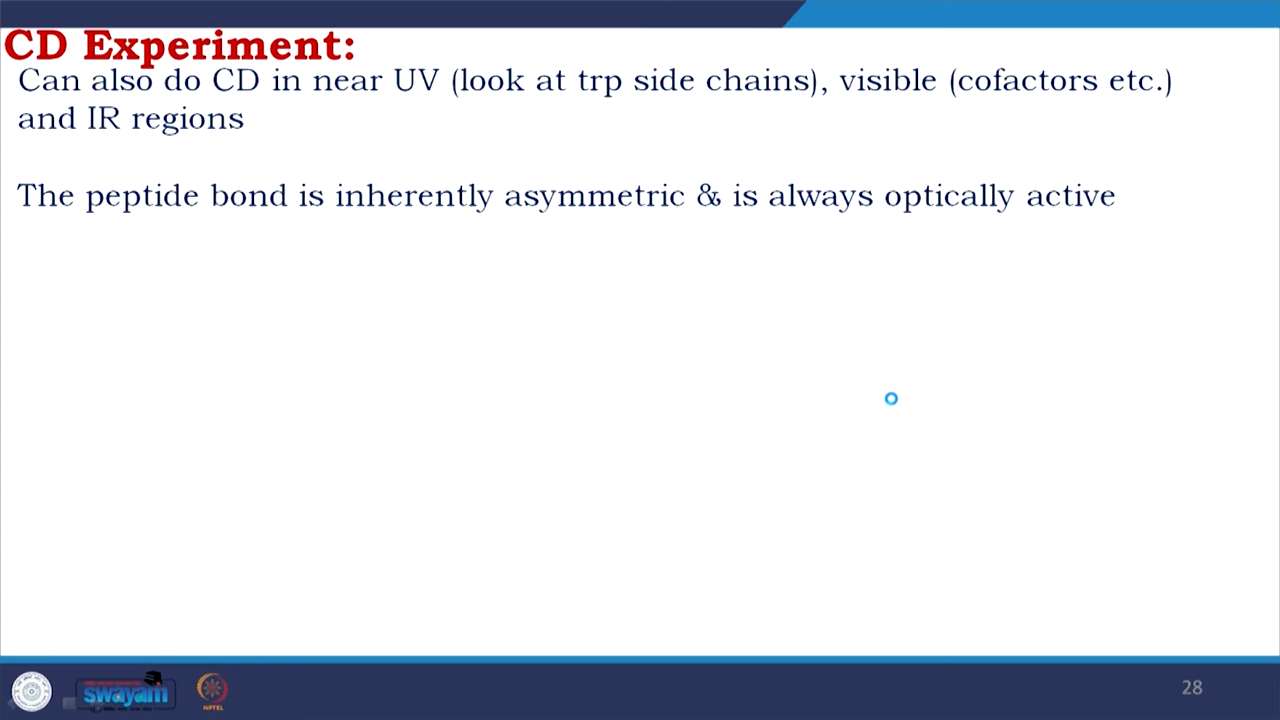 CD Experiment:
Can also do CD in near UV (look at trp side chains), visible (cofactors etc.)
and IR regions
The peptide bond is inherently asymmetric & is always optically active
swayam
NPTEL
28